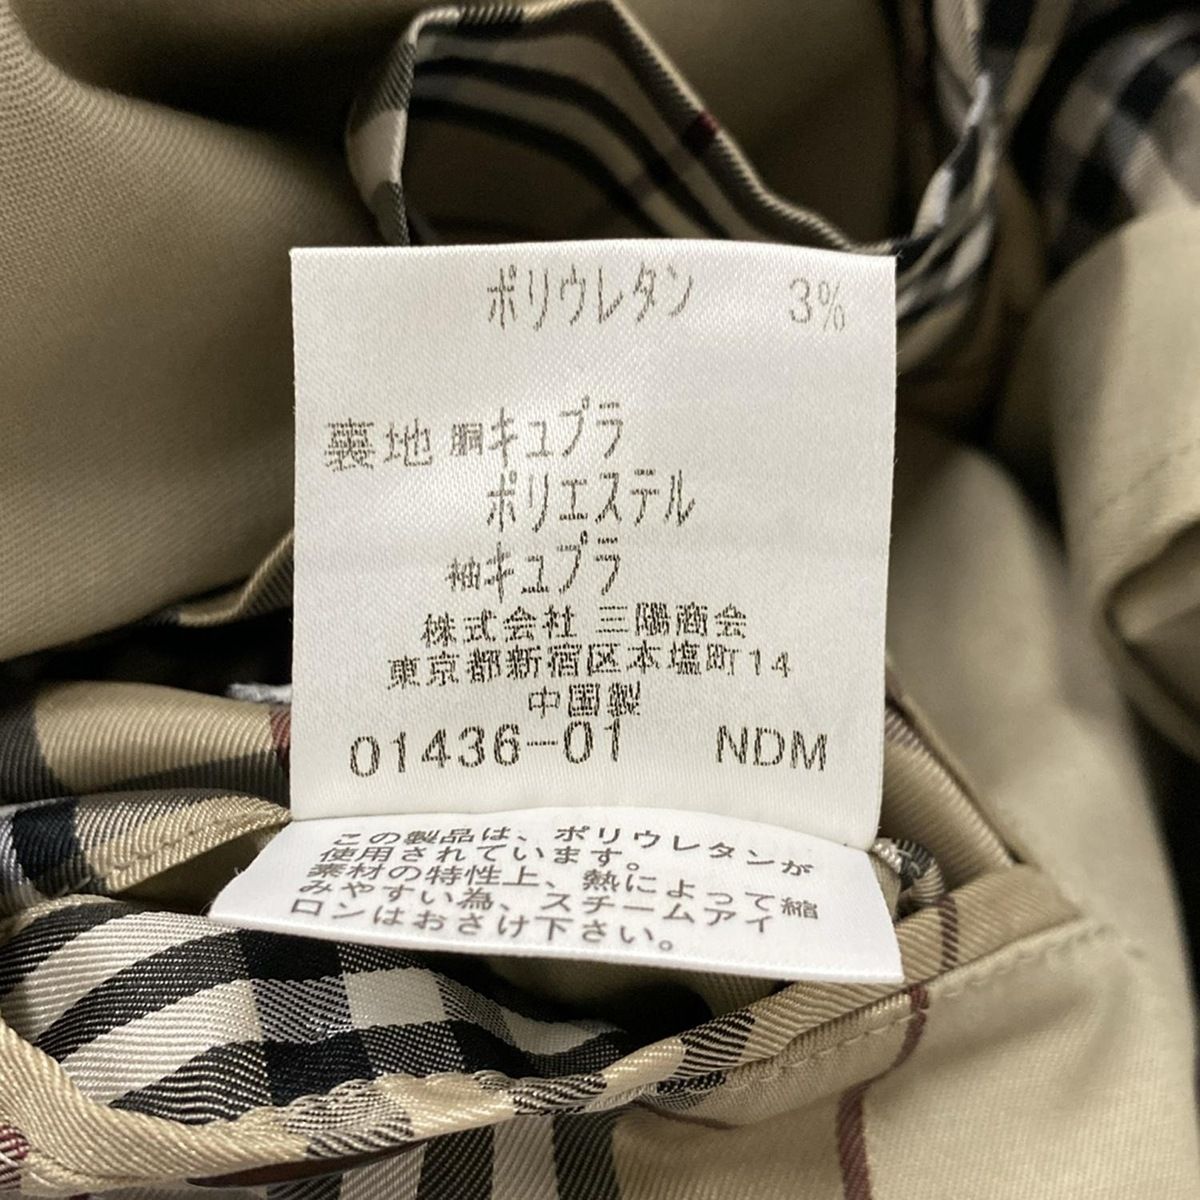 ポリウレタン 3%
裏地 胴キュプラ
ポリエステル
袖キュプラ
株式会社 三陽商会
東京都新宿区本塩町14
中国製
01436-01 NDM
この製品は、ポリウレタンが
使用されています。
素材の特性上、熱によって縮
みやすい為、スチームアイ
ロンはおさけ下さい。